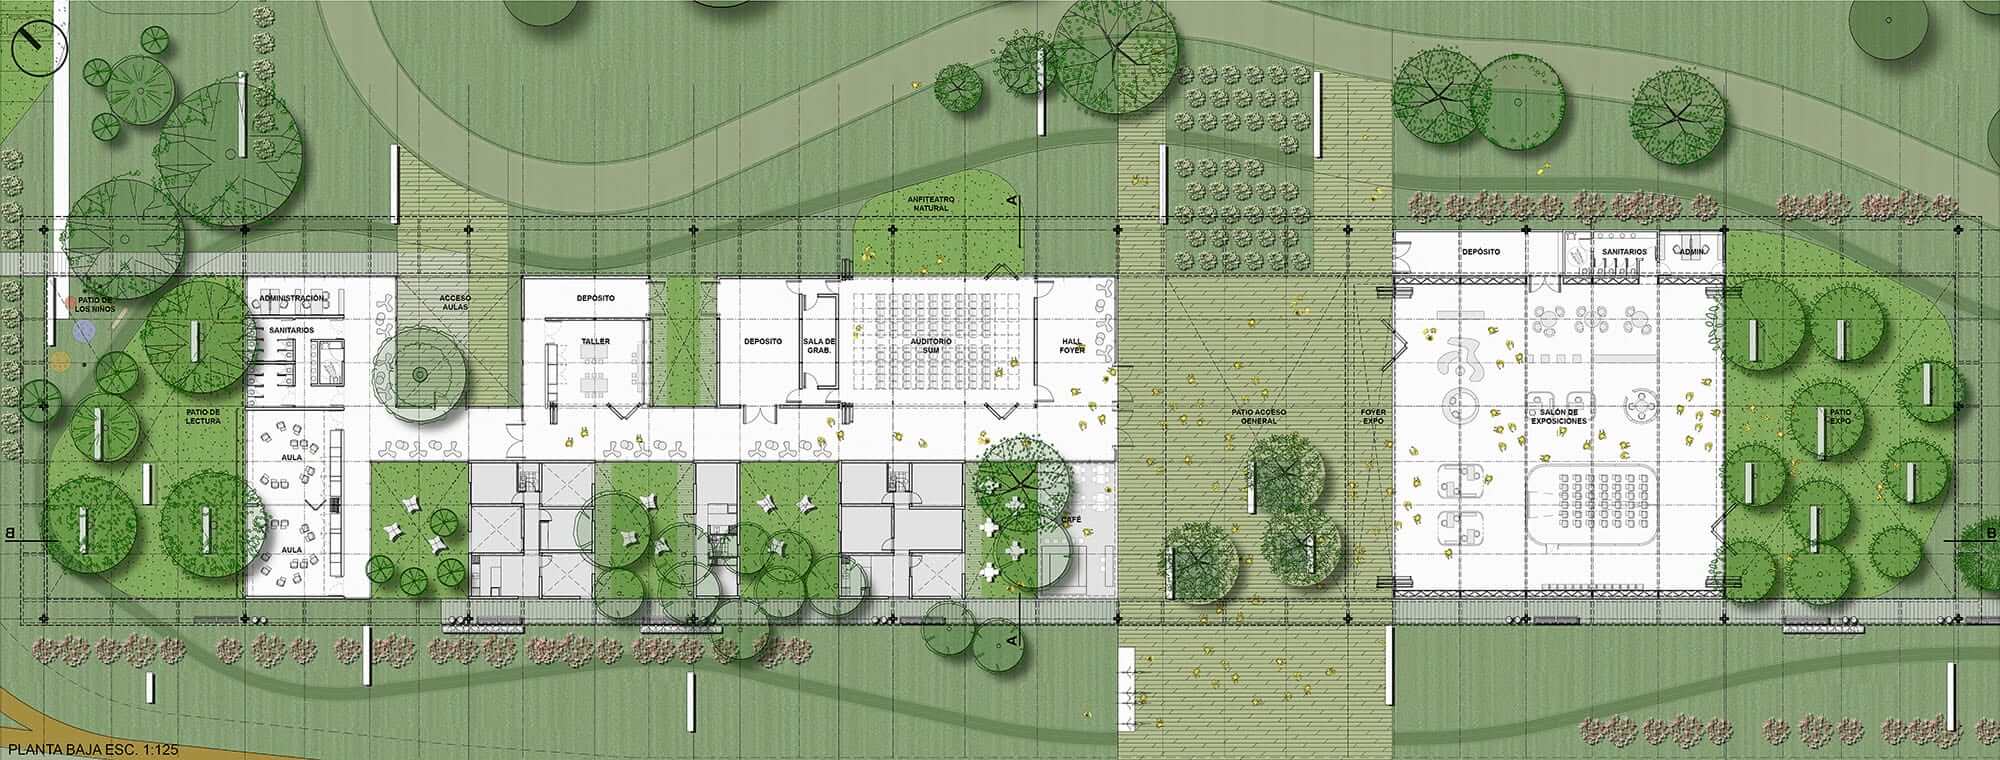 ANFITEATRO
NATURAL
A
DEPÓSITO
SANITARIOS
ADMIN.
PATIO DE
LOS NIÑOS
ADMINISTRACIÓN
ACCESO
AULAS
DEPOSITO
SANITARIOS
TALLER
DEPOSITO
SALA DE
GRAB.
AUDITORIO
SUM
HALL
FOYER
PATIO DE
LECTURA
PATIO ACCESO
GENERAL
FOYER
EXPO
SALÓN DE
EXPOSICIONES
PATIO
EXPO
AULA
CAFÉ
B
B
AULA
A
PLANTA BAJA ESC. 1:125